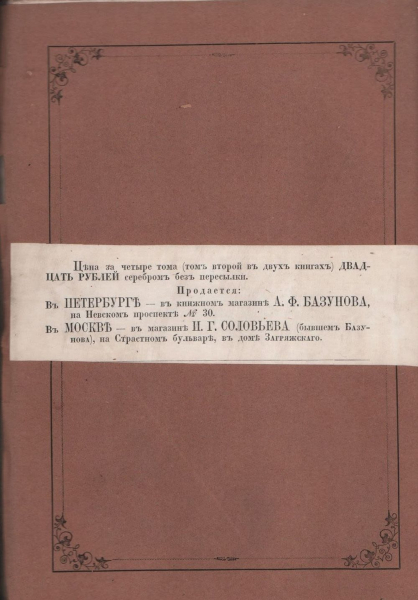 Цѣна за четыре тома (томъ второй въ двухъ книгахъ) ДВАД-
ЦАТЬ РУБЛЕЙ серебромъ безъ пересылки.
Продается:
Въ ПЕТЕРБУРГѢ — въ книжномъ магазинѣ А. Ф. БАЗУНОВА,
на Невскомъ проспектѣ № 30.
Въ МОСКВѢ — въ магазинѣ И. Г. СОЛОВЬЕВА (бывшемъ Базу-
нова), на Страстномъ бульварѣ, въ домѣ Загряжскаго.